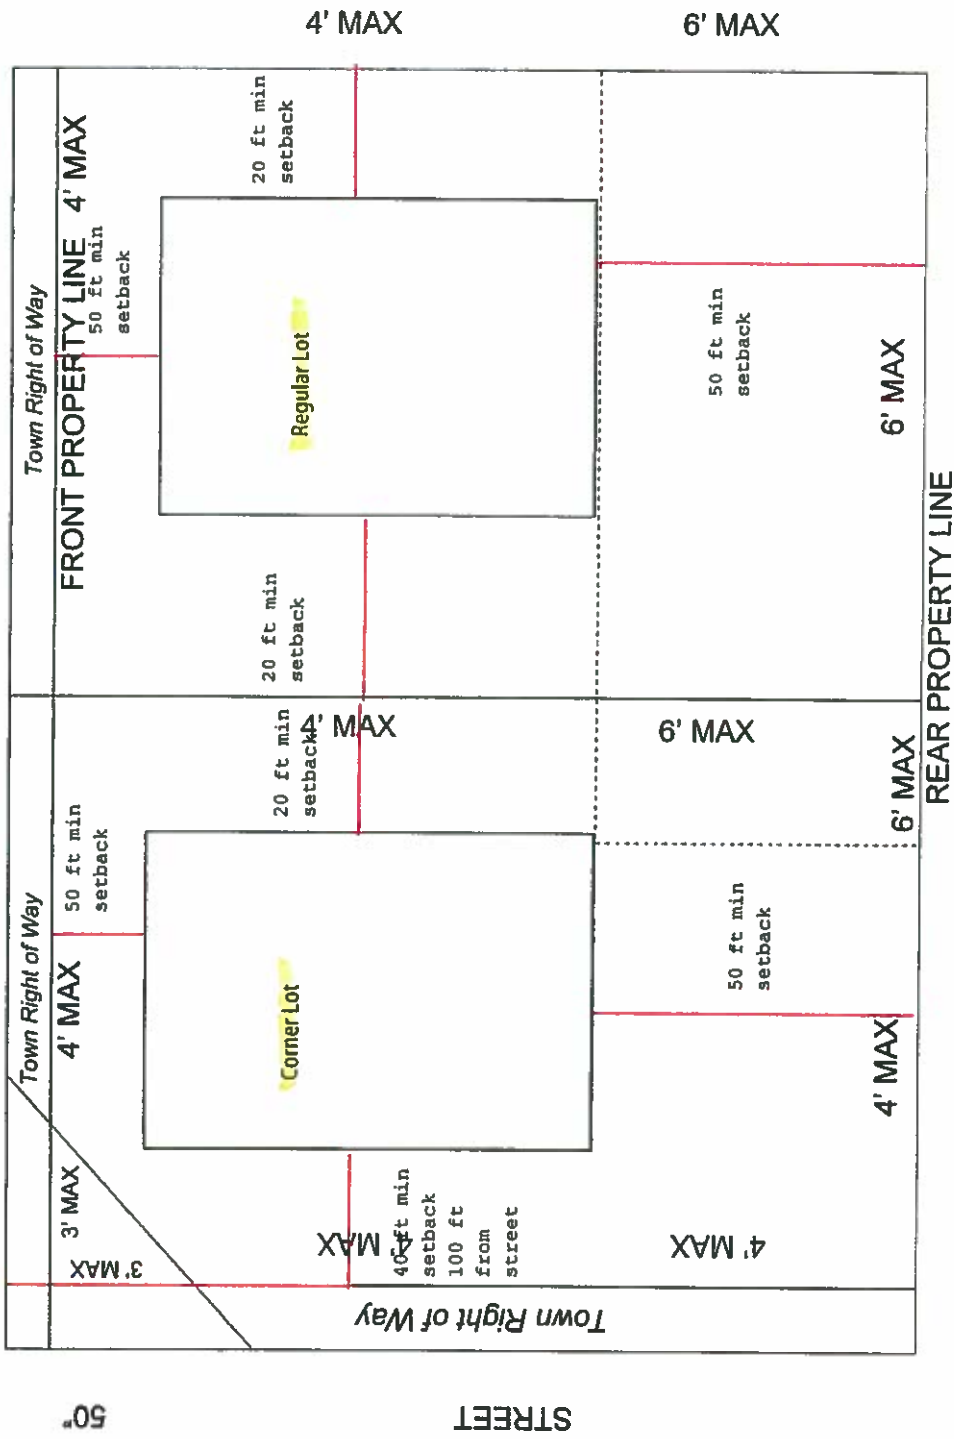 4' MAX
6' MAX
Town Right of Way
FRONT PROPERTY LINE 4' MAX
50 ft min
setback
20 ft min
setback
Regular Lot
20 ft min
setback
50 ft min
setback
6' MAX
REAR PROPERTY LINE
Town Right of Way
4' MAX
50 ft min
setback
20 ft min
setback
4' MAX
6' MAX
6' MAX
Corner Lot
50 ft min
setback
4' MAX
3' MAX
3' MAX
4' MAX
40 ft min
setback
100 ft
from
street
4' MAX
Town Right of Way
50"
STREET